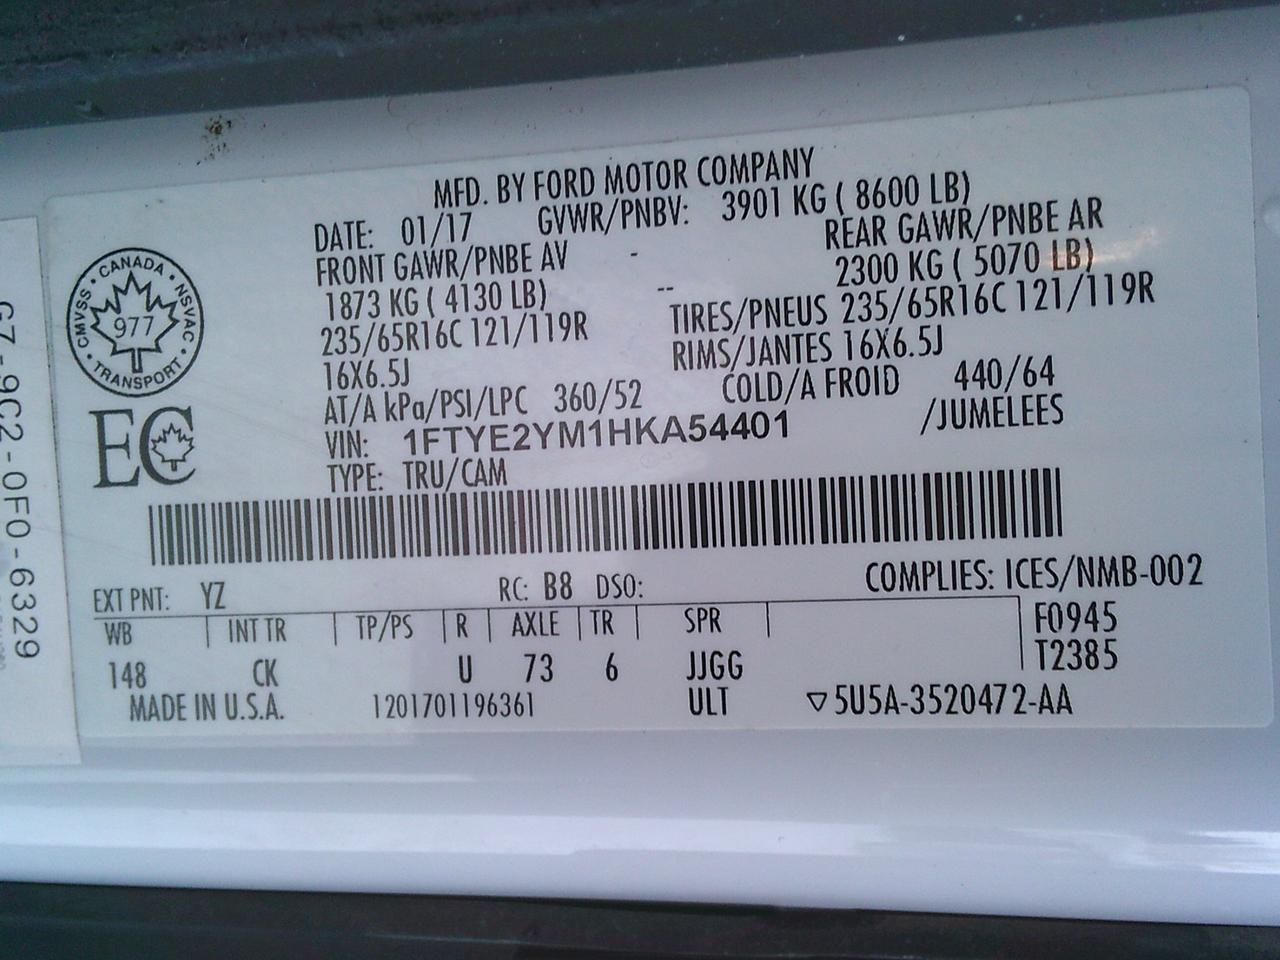 MFD. BY FORD MOTOR COMPANY
DATE: 01/17 GVWR/PNBV: 3901 KG ( 8600 LB)
FRONT GAWR/PNBE AV - REAR GAWR/PNBE AR
1873 KG ( 4130 LB) -- 2300 KG ( 5070 LB)
235/65R16C 121/119R TIRES/PNEUS 235/65R16C 121/119R
16X6.5J RIMS/JANTES 16X6.5J
AT/A kPa/PSI/LPC 360/52 COLD/A FROID 440/64
VIN: 1FTYE2YM1HKA54401 /JUMELEES
TYPE: TRU/CAM
CANADA · NSVAC · TRANSPORT · CMVSS ·
977
EC
EXT PNT: YZ RC: B8 DSO: COMPLIES: ICES/NMB-002
WB INT TR TP/PS R AXLE TR SPR F0945
148 CK U 73 6 JJGG T2385
MADE IN U.S.A. 1201701196361 ULT ▽5U5A-3520472-AA
G7-9C2-0F0-6329